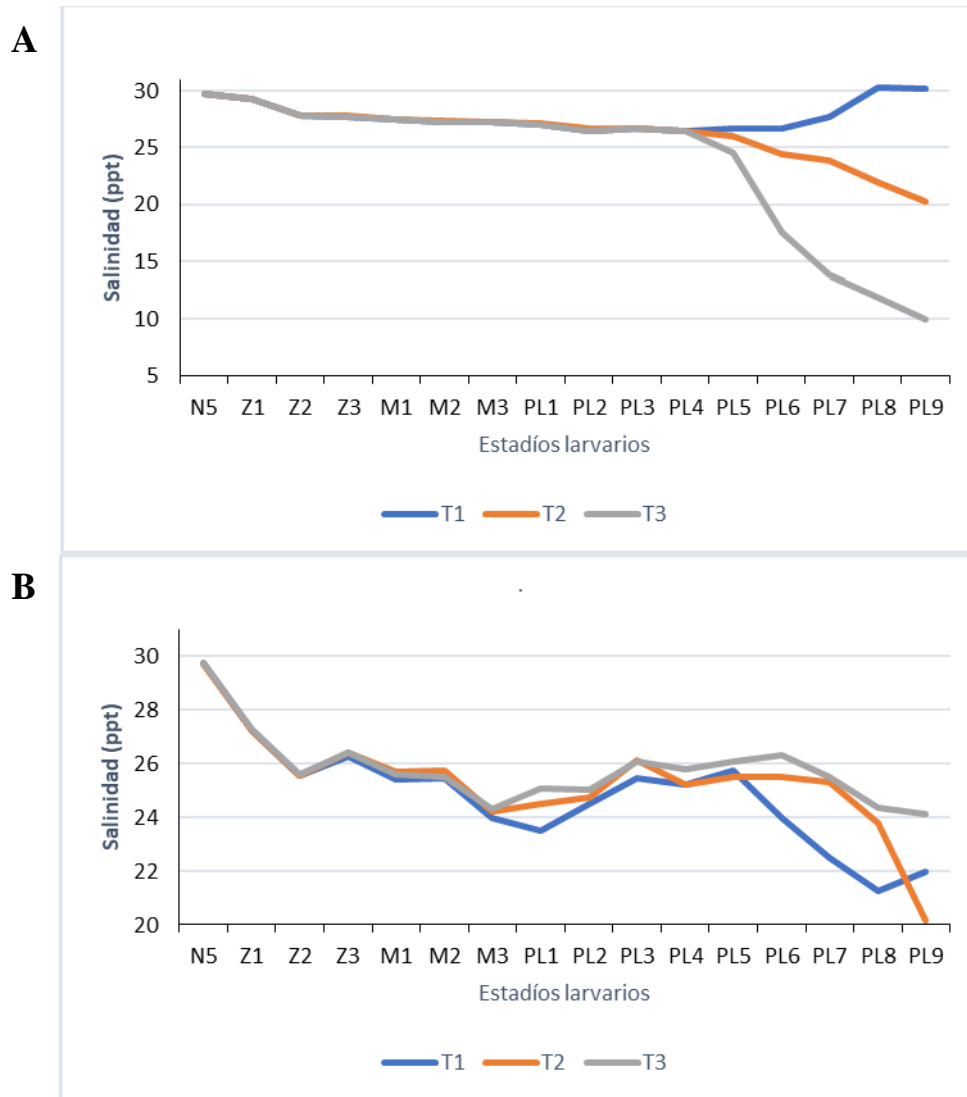 A
30
25
20
15
10
5
Salinidad (ppt)
N5 Z1 Z2 Z3 M1 M2 M3 PL1 PL2 PL3 PL4 PL5 PL6 PL7 PL8 PL9
Estadíos larvarios
T1 T2 T3
B
.
30
28
26
24
22
20
Salinidad (ppt)
N5 Z1 Z2 Z3 M1 M2 M3 PL1 PL2 PL3 PL4 PL5 PL6 PL7 PL8 PL9
Estadíos larvarios
T1 T2 T3